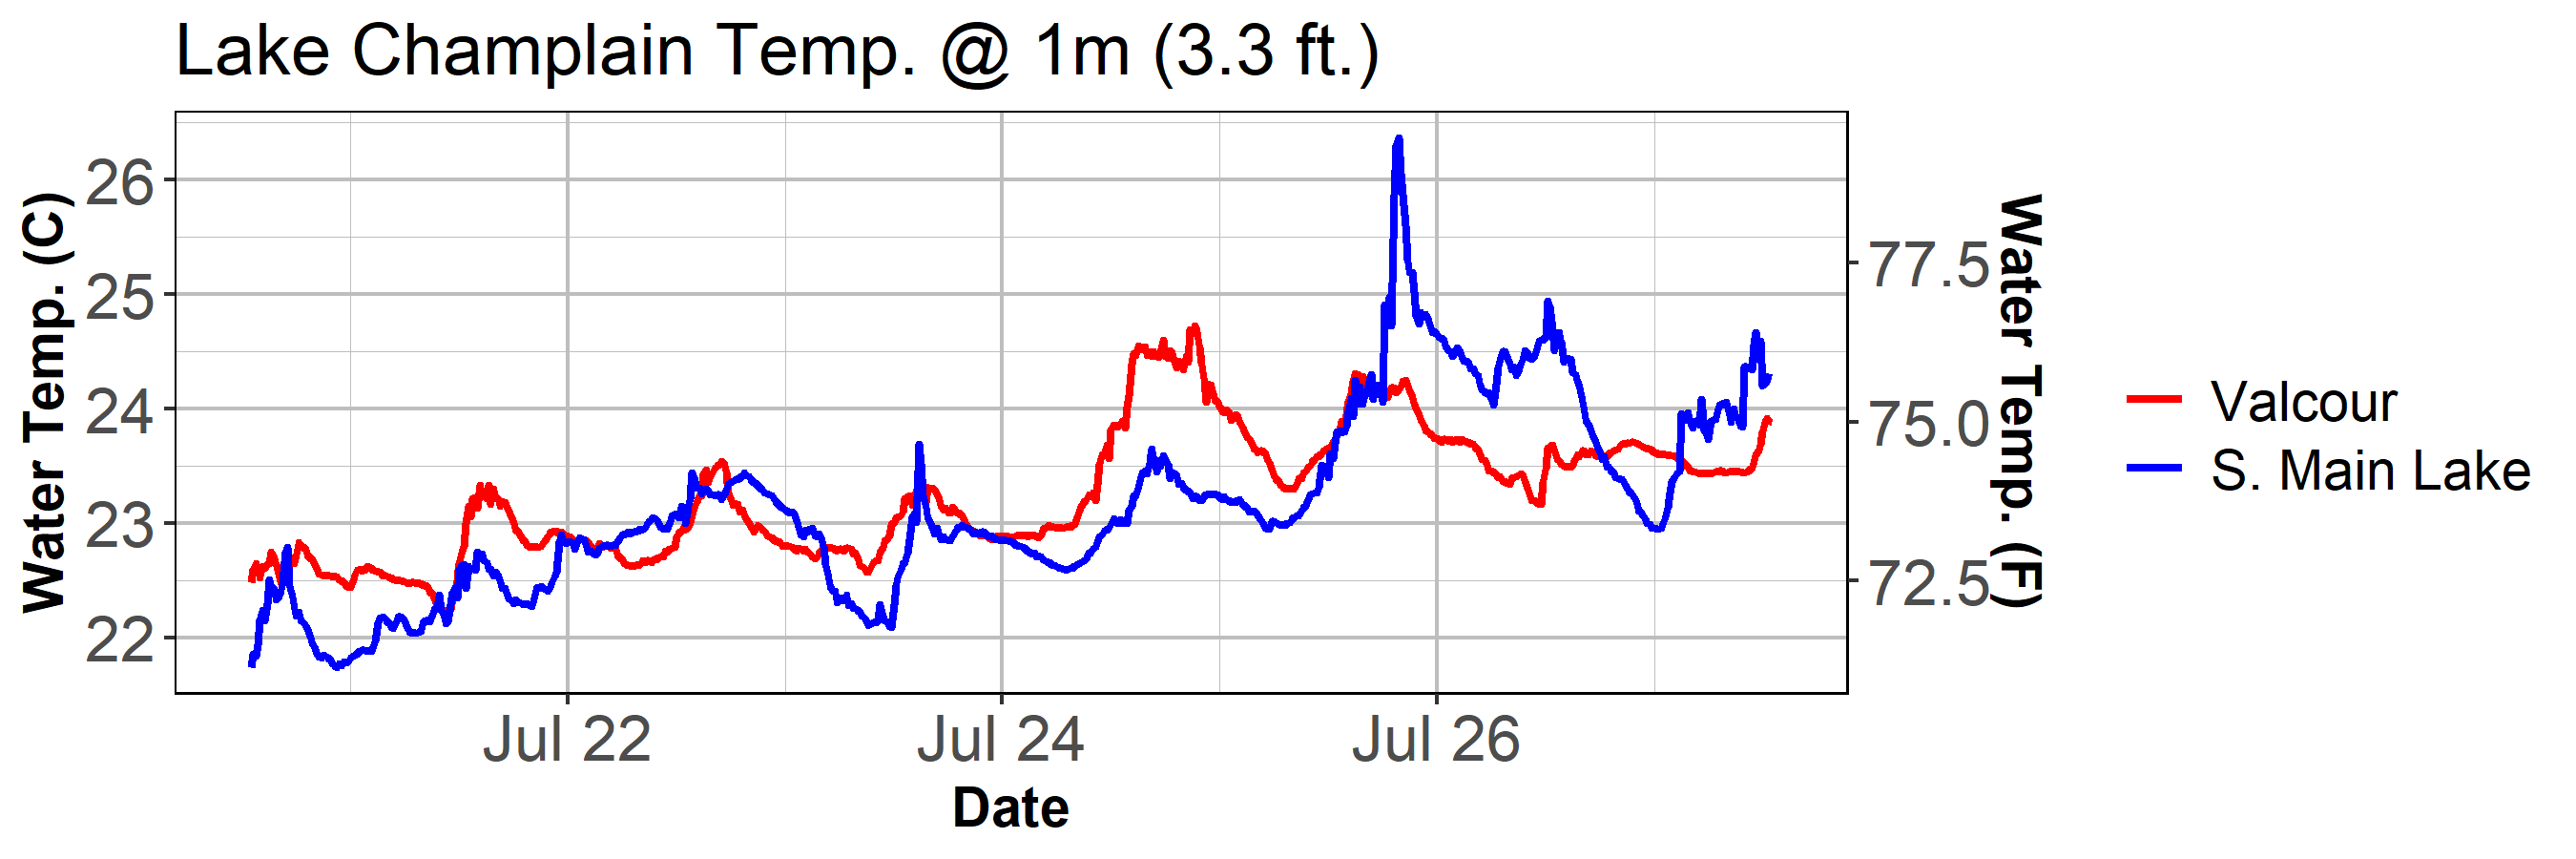 Lake Champlain Temp. @ 1m (3.3 ft.)
Water Temp. (C)
26
25
24
23
22
77.5
75.0
72.5
Water Temp. (F)
Jul 22
Jul 24
Jul 26
Date
Valcour
S. Main Lake